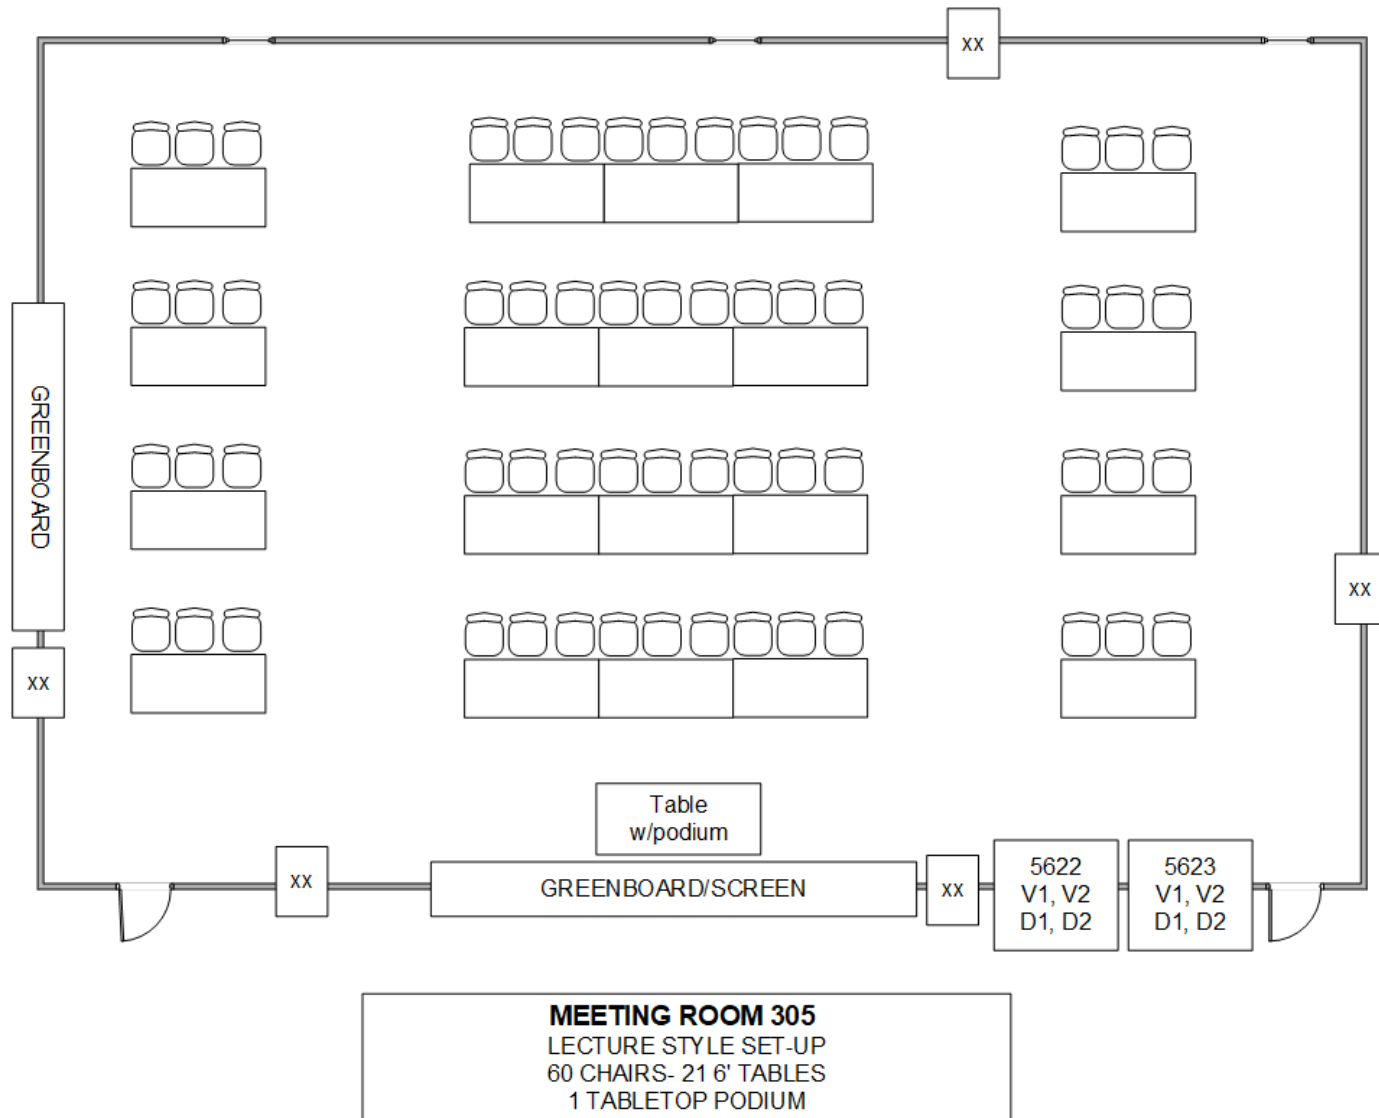 XX
GREENBOARD
XX
XX
Table
w/podium
XX
GREENBOARD/SCREEN
XX
5622
V1, V2
D1, D2
5623
V1, V2
D1, D2
MEETING ROOM 305
LECTURE STYLE SET-UP
60 CHAIRS- 21 6' TABLES
1 TABLETOP PODIUM